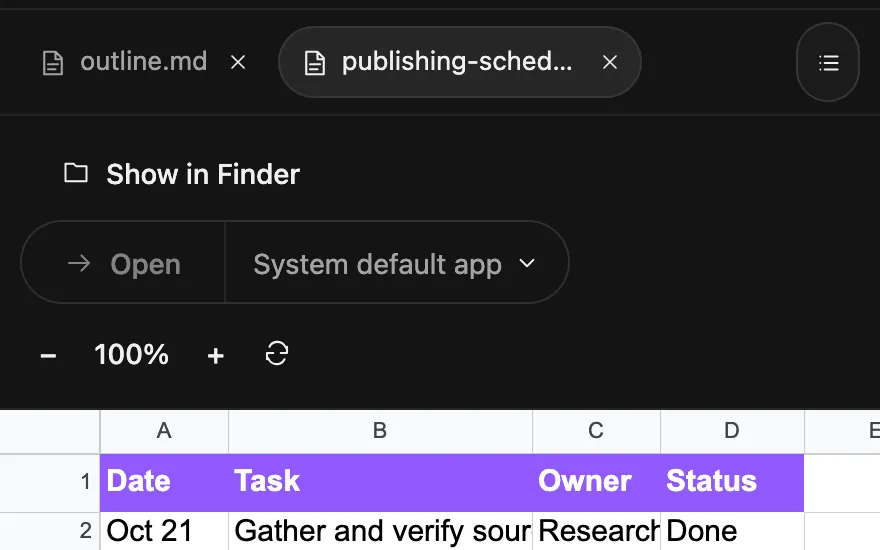 outline.md publishing-sched...
Show in Finder
Open System default app
100%
A B C D E
1 Date Task Owner Status
2 Oct 21 Gather and verify sour Research Done